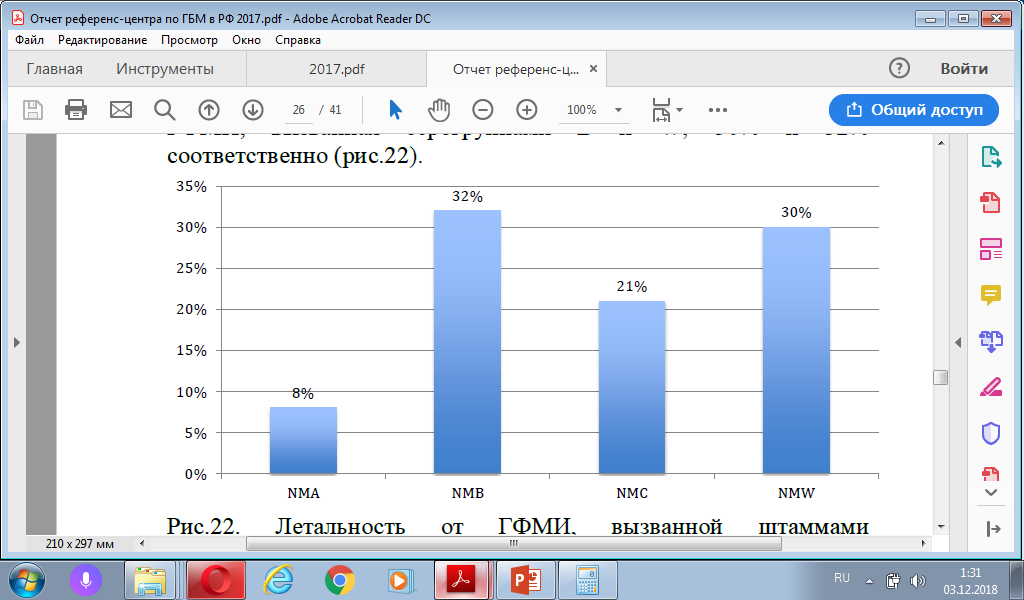 Отчет референс-центра по ГБМ в РФ 2017.pdf - Adobe Acrobat Reader DC
Файл Редактирование Просмотр Окно Справка
Главная Инструменты 2017.pdf Отчет референс-ц... Войти
26 / 41 100% Общий доступ
соответственно (рис.22).
35%
30%
25%
20%
15%
10%
5%
0%
8%
32%
21%
30%
NMA NMB NMC NMW
Рис.22. Летальность от ГФМИ, вызванной штаммами
210 x 297 мм
RU 1:31
03.12.2018